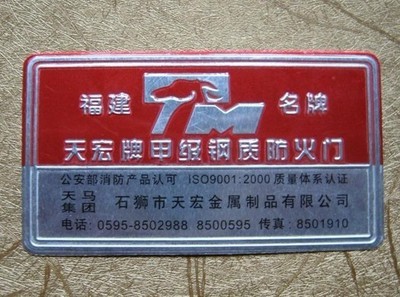 福建 TM 名牌
天宏牌甲级钢质防火门
公安部消防产品认可 ISO9001:2000质量体系认证
天马集团 石狮市天宏金属制品有限公司
电话:0595-8502988 8500595 传真:8501910